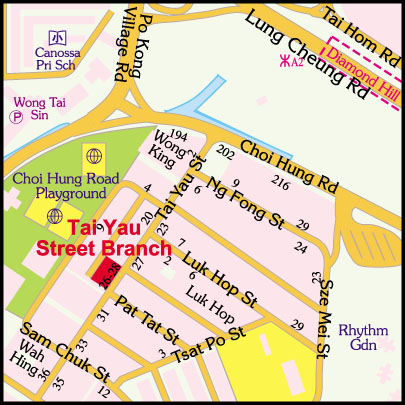 Tai Hom Rd
Po Kong
Village Rd
Lung Cheung Rd
Diamond Hill
Canossa
Pri Sch
A2
Wong Tai
Sin
P
194
Wong
King
2
202
Choi Hung Rd
216
Choi Hung Road
Playground
4
Tai Yau St
6
9
Ng Fong St
29
24
20
23
Tai Yau
Street Branch
7
2
6
Luk Hop St
Luk Hop
27
26-28
23
Sze Mei St
Pat Tat St
31
29
Rhythm
Gdn
Tsat Po St
3
Sam Chuk St
33
Wah
Hing
36
35
12